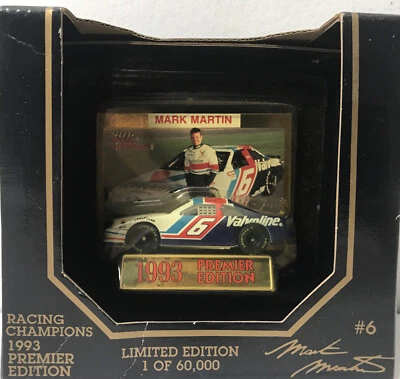 MARK MARTIN
6
Valvoline
6
Valvoline
1993 PREMIER EDITION
RACING CHAMPIONS 1993 PREMIER EDITION
LIMITED EDITION
1 OF 60,000
#6
Mark Martin